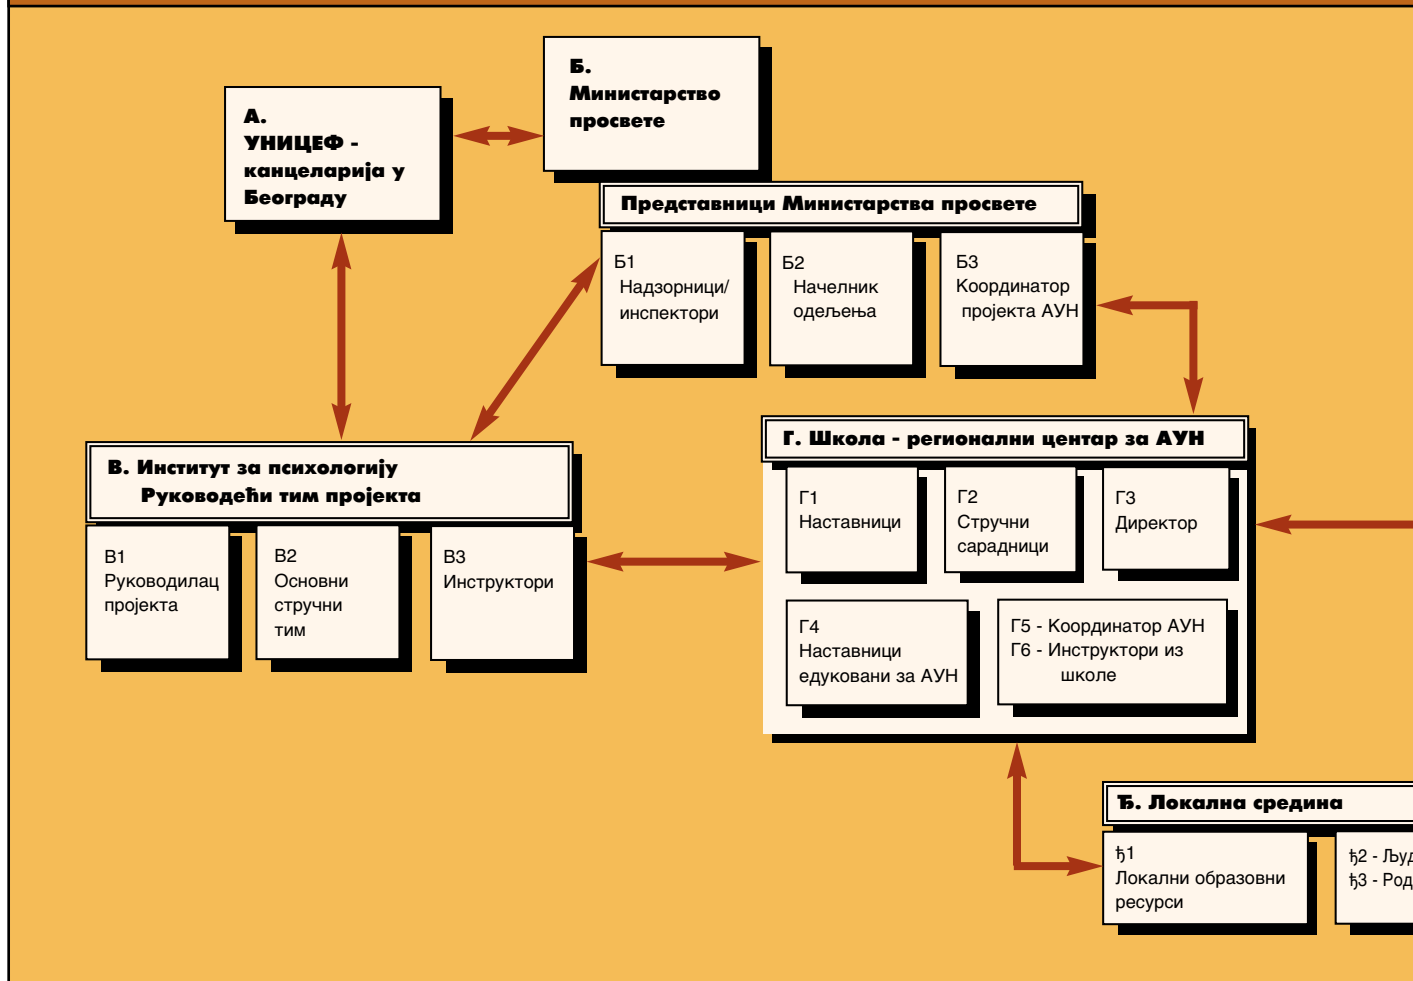 А.
УНИЦЕФ -
канцеларија у
Београду
Б.
Министарство
просвете
Представници Министарства просвете
Б1
Надзорници/
инспектори
Б2
Начелник
одељења
Б3
Координатор
пројекта АУН
В. Институт за психологију
Руководећи тим пројекта
В1
Руководилац
пројекта
В2
Основни
стручни
тим
В3
Инструктори
Г. Школа - регионални центар за АУН
Г1
Наставници
Г2
Стручни
сарадници
Г3
Директор
Г4
Наставници
едуковани за АУН
Г5 - Координатор АУН
Г6 - Инструктори из
школе
Ђ. Локална средина
ђ1
Локални образовни
ресурси
ђ2 -
ђ3 -